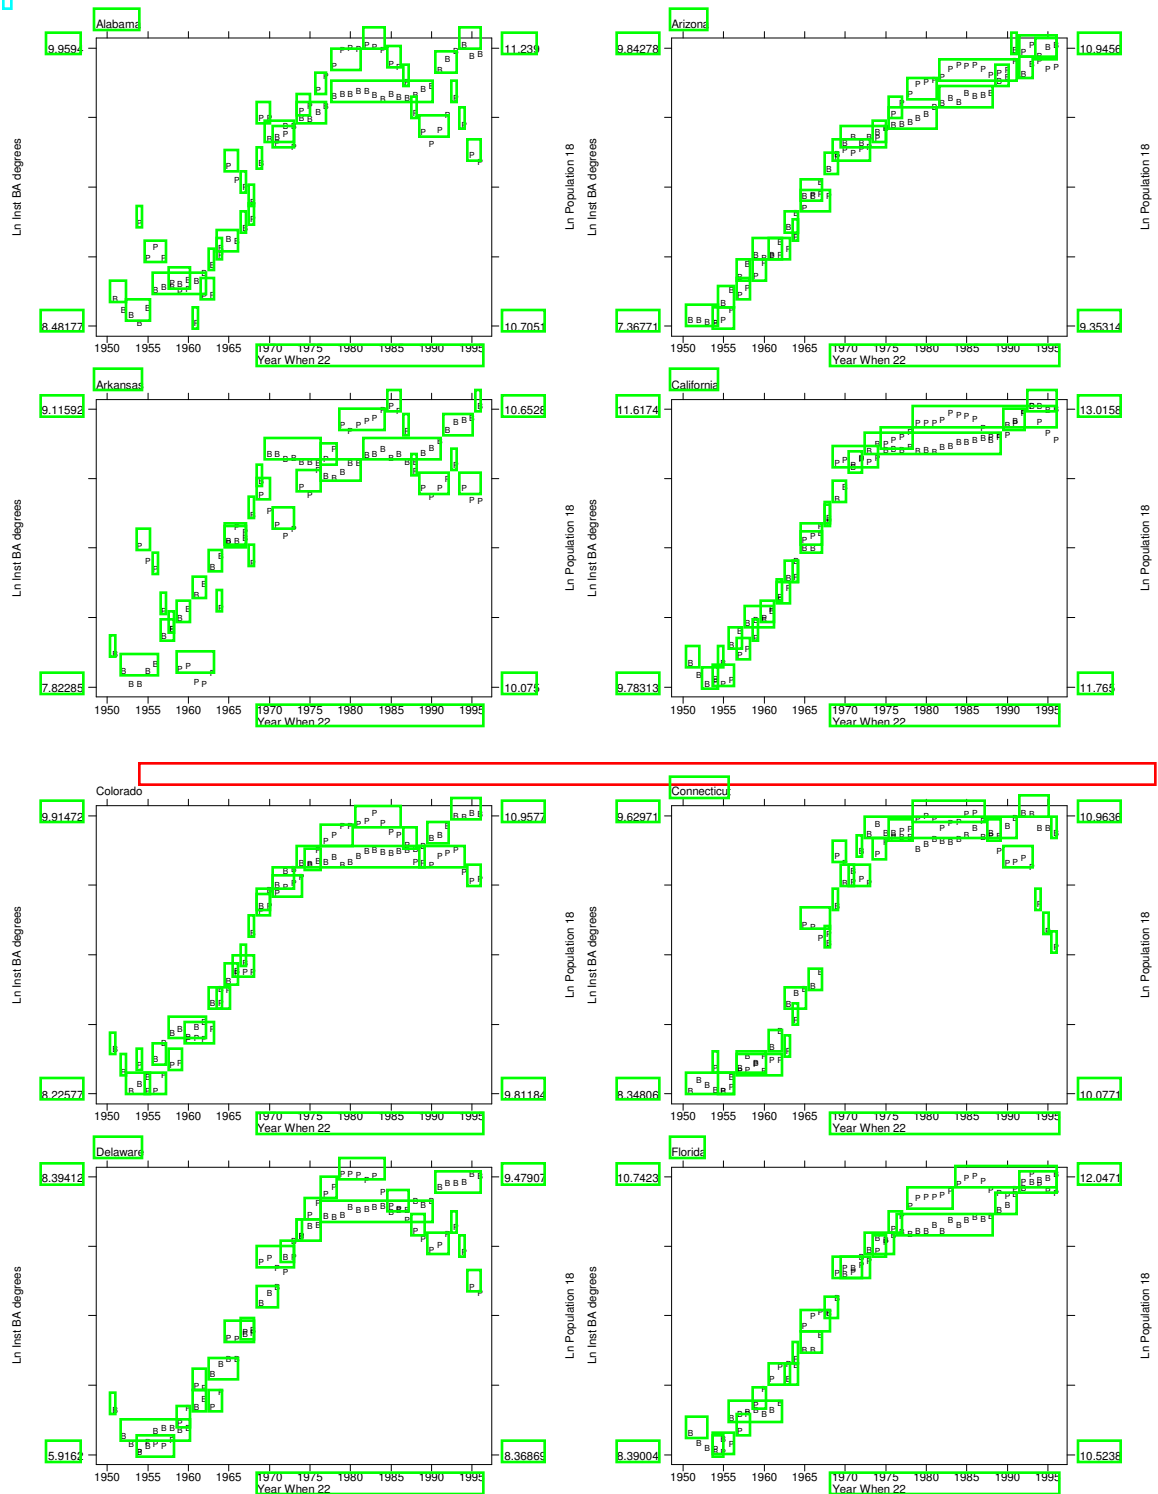 Alabama
Arizona
9.9594
11.239
9.84278
10.9456
Ln Inst BA degrees
Ln Population 18
Ln Inst BA degrees
Ln Population 18
8.48177
10.7051
7.36771
9.35314
1950 1955 1960 1965 1970 1975 1980 1985 1990 1995
1950 1955 1960 1965 1970 1975 1980 1985 1990 1995
Year When 22
Year When 22
Arkansas
California
9.11592
10.6528
11.6174
13.0158
Ln Inst BA degrees
Ln Population 18
Ln Inst BA degrees
Ln Population 18
7.82285
10.075
9.78313
11.765
1950 1955 1960 1965 1970 1975 1980 1985 1990 1995
1950 1955 1960 1965 1970 1975 1980 1985 1990 1995
Year When 22
Year When 22
Colorado
Connecticut
9.91472
10.9577
9.62971
10.9636
Ln Inst BA degrees
Ln Population 18
Ln Inst BA degrees
Ln Population 18
8.22577
9.81184
8.34806
10.0771
1950 1955 1960 1965 1970 1975 1980 1985 1990 1995
1950 1955 1960 1965 1970 1975 1980 1985 1990 1995
Year When 22
Year When 22
Delaware
Florida
8.39412
9.47907
10.7423
12.0471
Ln Inst BA degrees
Ln Population 18
Ln Inst BA degrees
Ln Population 18
5.9162
8.36869
8.39004
10.5238
1950 1955 1960 1965 1970 1975 1980 1985 1990 1995
1950 1955 1960 1965 1970 1975 1980 1985 1990 1995
Year When 22
Year When 22